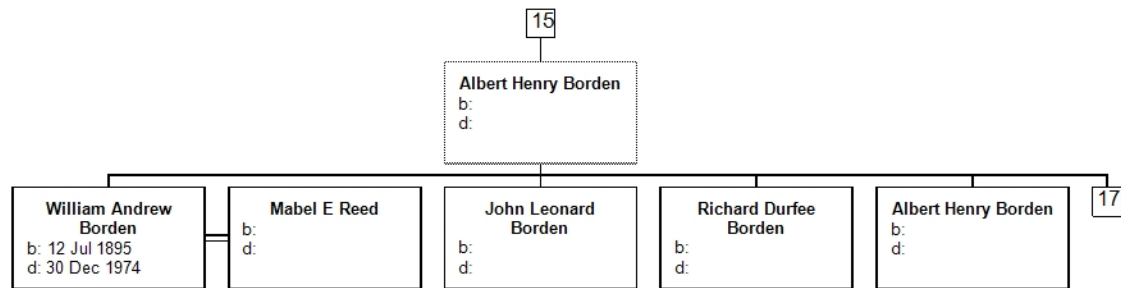 15
Albert Henry Borden
b:
d:
William Andrew
Borden
b: 12 Jul 1895
d: 30 Dec 1974
Mabel E Reed
b:
d:
John Leonard
Borden
b:
d:
Richard Durfee
Borden
b:
d:
Albert Henry Borden
b:
d:
17